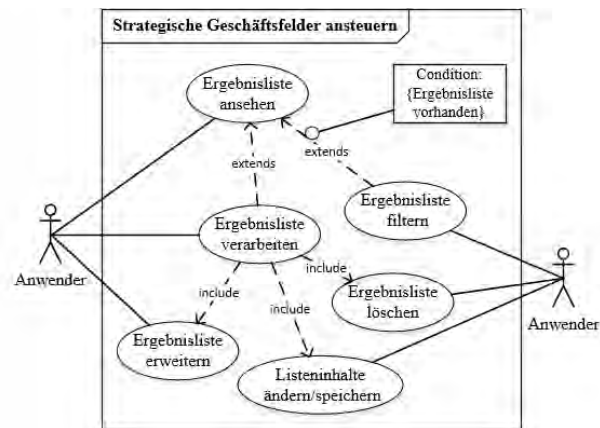 Strategische Geschäftsfelder ansteuern
Ergebnisliste
ansehen
Condition:
{Ergebnisliste
vorhanden}
extends
extends
Ergebnisliste
filtern
Ergebnisliste
verarbeiten
Anwender
include
include
include
Ergebnisliste
löschen
Anwender
Ergebnisliste
erweitern
Listeninhalte
ändern/speichern